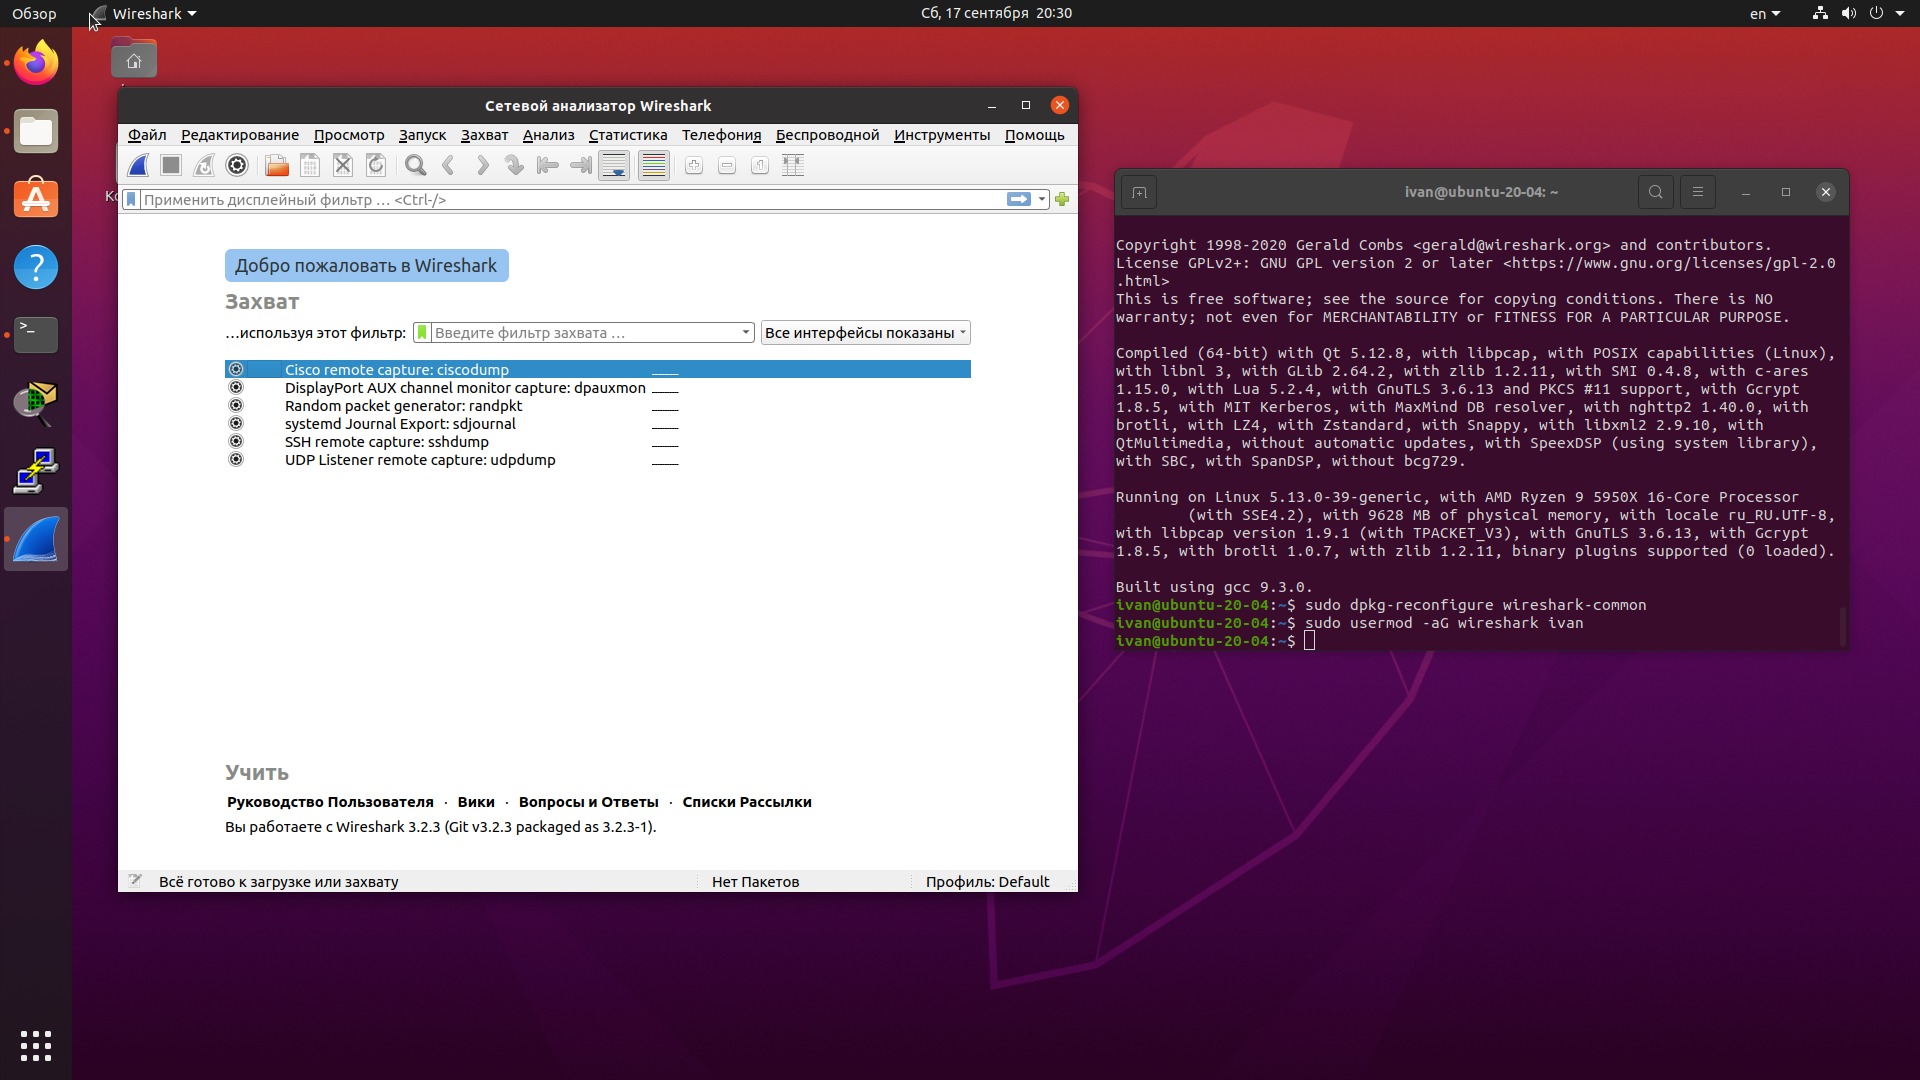 Обзор
Wireshark
Сб, 17 сентября 20:30
en
Сетевой анализатор Wireshark
Файл Редактирование Просмотр Запуск Захват Анализ Статистика Телефония Беспроводной Инструменты Помощь
Применить дисплейный фильтр … <Ctrl-/>
Добро пожаловать в Wireshark
Захват
…используя этот фильтр: Введите фильтр захвата … Все интерфейсы показаны
Cisco remote capture: ciscodump
DisplayPort AUX channel monitor capture: dpauxmon
Random packet generator: randpkt
systemd Journal Export: sdjournal
SSH remote capture: sshdump
UDP Listener remote capture: udpdump
Учить
Руководство Пользователя · Вики · Вопросы и Ответы · Списки Рассылки
Вы работаете с Wireshark 3.2.3 (Git v3.2.3 packaged as 3.2.3-1).
Всё готово к загрузке или захвату
Нет Пакетов
Профиль: Default
ivan@ubuntu-20-04: ~
Copyright 1998-2020 Gerald Combs <gerald@wireshark.org> and contributors.
License GPLv2+: GNU GPL version 2 or later <https://www.gnu.org/licenses/gpl-2.0
.html>
This is free software; see the source for copying conditions. There is NO
warranty; not even for MERCHANTABILITY or FITNESS FOR A PARTICULAR PURPOSE.
Compiled (64-bit) with Qt 5.12.8, with libpcap, with POSIX capabilities (Linux),
with libnl 3, with GLib 2.64.2, with zlib 1.2.11, with SMI 0.4.8, with c-ares
1.15.0, with Lua 5.2.4, with GnuTLS 3.6.13 and PKCS #11 support, with Gcrypt
1.8.5, with MIT Kerberos, with MaxMind DB resolver, with nghttp2 1.40.0, with
brotli, with LZ4, with Zstandard, with Snappy, with libxml2 2.9.10, with
QtMultimedia, without automatic updates, with SpeexDSP (using system library),
with SBC, with SpanDSP, without bcg729.
Running on Linux 5.13.0-39-generic, with AMD Ryzen 9 5950X 16-Core Processor
(with SSE4.2), with 9628 MB of physical memory, with locale ru_RU.UTF-8,
with libpcap version 1.9.1 (with TPACKET_V3), with GnuTLS 3.6.13, with Gcrypt
1.8.5, with brotli 1.0.7, with zlib 1.2.11, binary plugins supported (0 loaded).
Built using gcc 9.3.0.
ivan@ubuntu-20-04:~$ sudo dpkg-reconfigure wireshark-common
ivan@ubuntu-20-04:~$ sudo usermod -aG wireshark ivan
ivan@ubuntu-20-04:~$